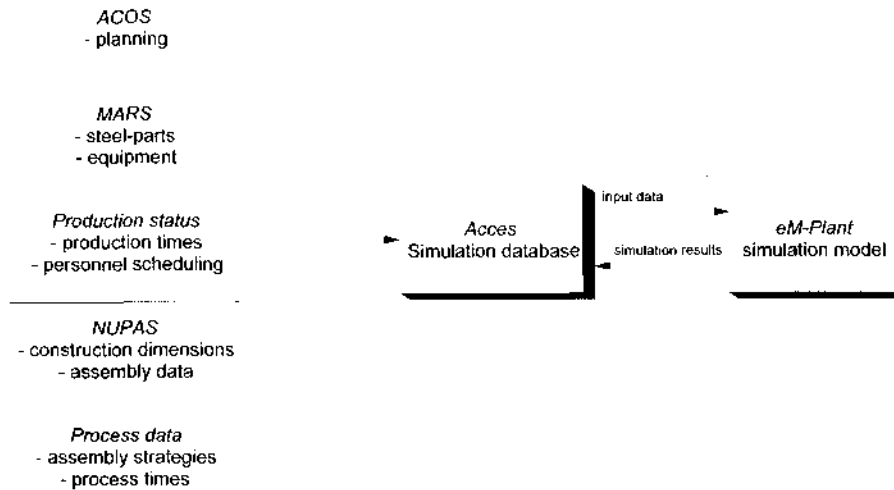 ACOS
- planning
MARS
- steel-parts
- equipment
Production status
- production times
- personnel scheduling
NUPAS
- construction dimensions
- assembly data
Process data
- assembly strategies
- process times
Acces
Simulation database
input data
simulation results
eM-Plant
simulation model